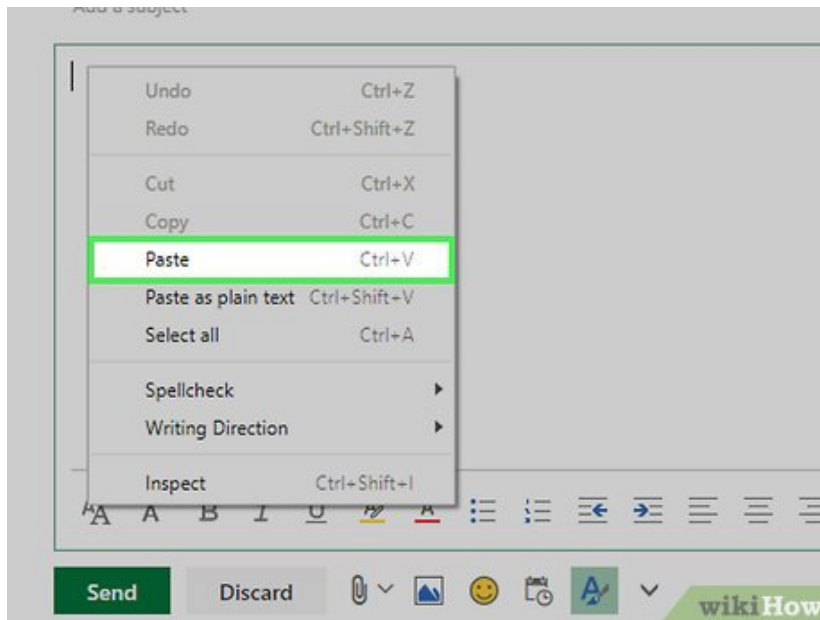 Add a subject
Undo Ctrl+Z
Redo Ctrl+Shift+Z
Cut Ctrl+X
Copy Ctrl+C
Paste Ctrl+V
Paste as plain text Ctrl+Shift+V
Select all Ctrl+A
Spellcheck
Writing Direction
Inspect Ctrl+Shift+I
A A B I U A
Send Discard
wikiHow